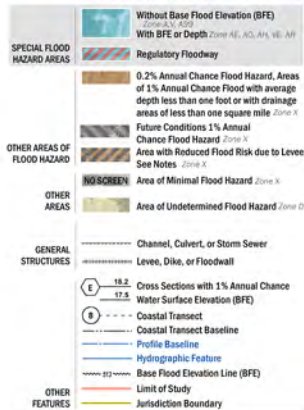 Without Base Flood Elevation (BFE)
Zone A,V, A99
With BFE or Depth Zone AE, AO, AH, VE, AR
SPECIAL FLOOD
HAZARD AREAS
Regulatory Floodway
0.2% Annual Chance Flood Hazard, Areas
of 1% Annual Chance Flood with average
depth less than one foot or with drainage
areas of less than one square mile Zone X
Future Conditions 1% Annual
Chance Flood Hazard Zone X
OTHER AREAS OF
FLOOD HAZARD
Area with Reduced Flood Risk due to Levee
See Notes Zone X
NO SCREEN Area of Minimal Flood Hazard Zone X
OTHER
AREAS
Area of Undetermined Flood Hazard Zone D
GENERAL
STRUCTURES
Channel, Culvert, or Storm Sewer
Levee, Dike, or Floodwall
E 18.2 Cross Sections with 1% Annual Chance
17.5 Water Surface Elevation (BFE)
8 Coastal Transect
Coastal Transect Baseline
Profile Baseline
Hydrographic Feature
513 Base Flood Elevation Line (BFE)
OTHER
FEATURES
Limit of Study
Jurisdiction Boundary